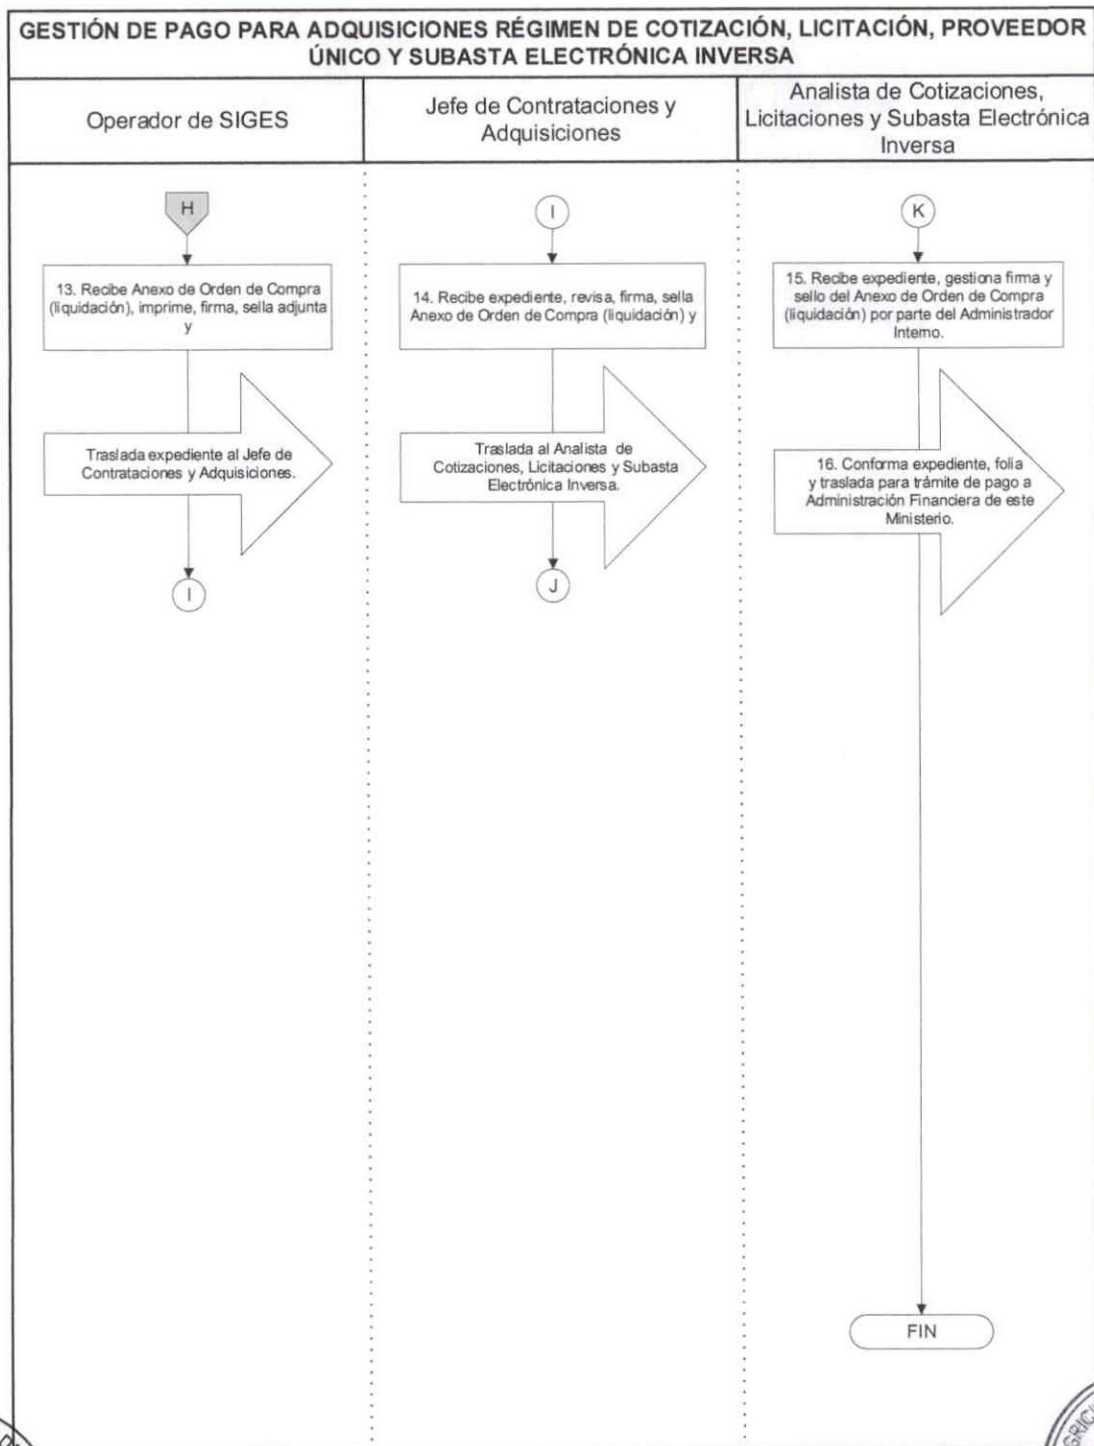 GESTIÓN DE PAGO PARA ADQUISICIONES RÉGIMEN DE COTIZACIÓN, LICITACIÓN, PROVEEDOR
ÚNICO Y SUBASTA ELECTRÓNICA INVERSA
Operador de SIGES
Jefe de Contrataciones y
Adquisiciones
Analista de Cotizaciones,
Licitaciones y Subasta Electrónica
Inversa
H
13. Recibe Anexo de Orden de Compra
(liquidación), imprime, firma, sella adjunta
y
Traslada expediente al Jefe de
Contrataciones y Adquisiciones.
I
I
14. Recibe expediente, revisa, firma, sella
Anexo de Orden de Compra (liquidación) y
Traslada al Analista de
Cotizaciones, Licitaciones y Subasta
Electrónica Inversa.
J
K
15. Recibe expediente, gestiona firma y
sello del Anexo de Orden de Compra
(liquidación) por parte del Administrador
Interno.
16. Conforma expediente, folia
y traslada para trámite de pago a
Administración Financiera de este
Ministerio.
FIN